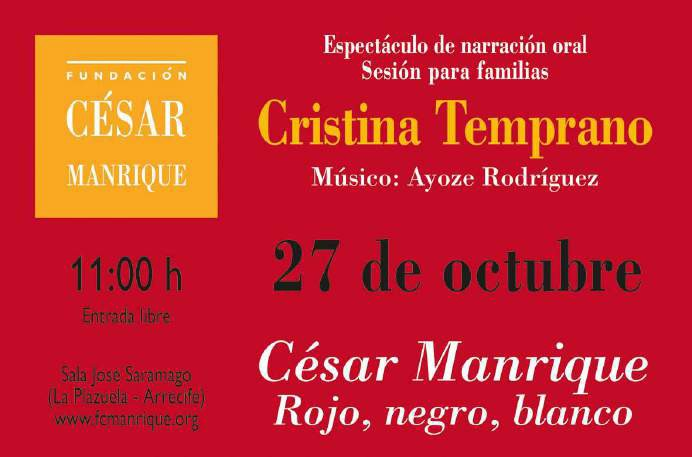 FUNDACIÓN
CÉSAR
MANRIQUE
Espectáculo de narración oral
Sesión para familias
Cristina Temprano
Músico: Ayoze Rodríguez
27 de octubre
11:00 h
Entrada libre
Sala José Saramago
(La Plazuela - Arrecife)
www.fcmanrique.org
César Manrique
Rojo, negro, blanco